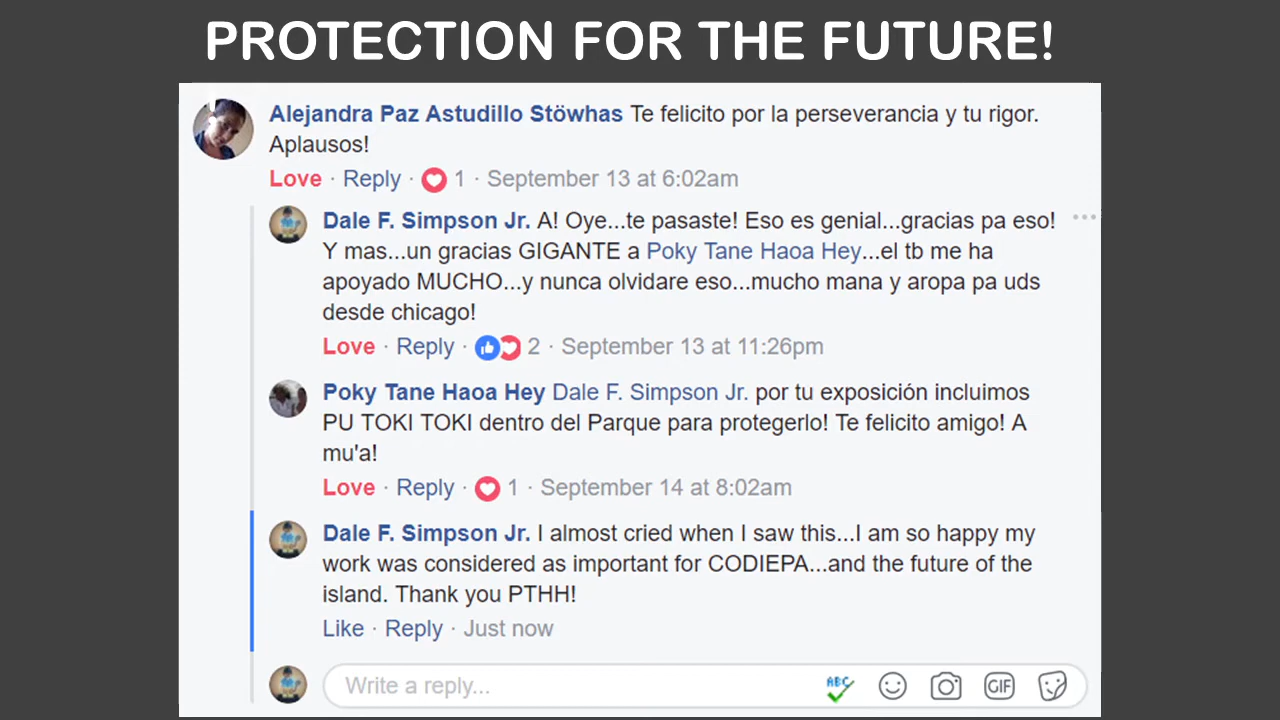 PROTECTION FOR THE FUTURE!
Alejandra Paz Astudillo Stöwhas Te felicito por la perseverancia y tu rigor.
Aplausos!
Love · Reply · 1 · September 13 at 6:02am
Dale F. Simpson Jr. A! Oye...te pasaste! Eso es genial...gracias pa eso!
Y mas...un gracias GIGANTE a Poky Tane Haoa Hey...el tb me ha
apoyado MUCHO...y nunca olvidare eso...mucho mana y aropa pa uds
desde chicago!
Love · Reply · 2 · September 13 at 11:26pm
Poky Tane Haoa Hey Dale F. Simpson Jr. por tu exposición incluimos
PU TOKI TOKI dentro del Parque para protegerlo! Te felicito amigo! A
mu'a!
Love · Reply · 1 · September 14 at 8:02am
Dale F. Simpson Jr. I almost cried when I saw this...I am so happy my
work was considered as important for CODIEPA...and the future of the
island. Thank you PTHH!
Like · Reply · Just now
Write a reply... ABC GIF